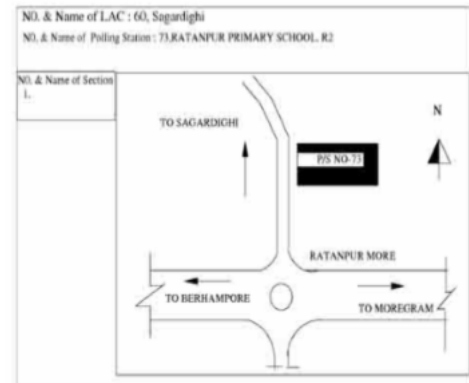 NO. & Name of LAC : 60, Sagardighi
NO, & Name of Polling Station : 73,RATANPUR PRIMARY SCHOOL, R2
NO. & Name of Section
1.
TO SAGARDIGHI
N
P/S NO-73
RATANPUR MORE
TO BERHAMPORE
TO MOREGRAM